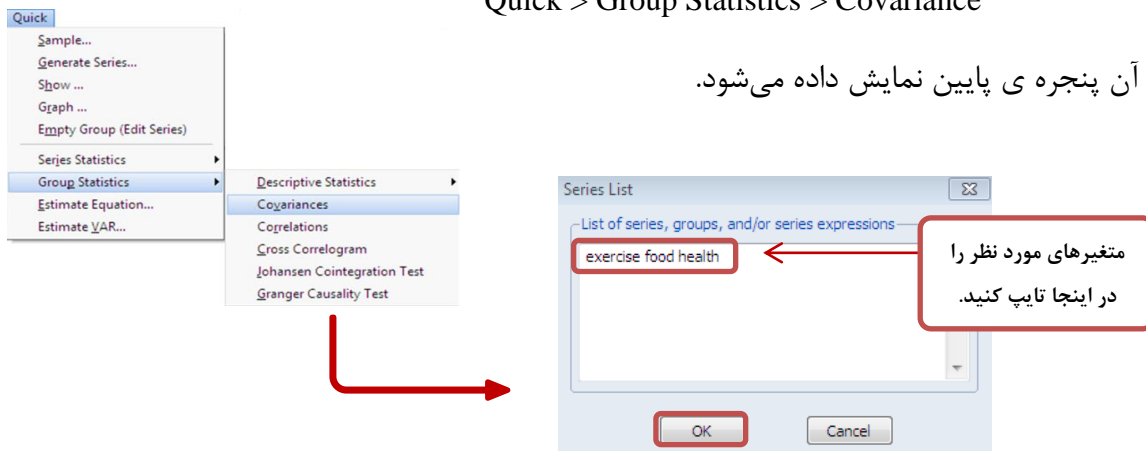 Quick > Group Statistics > Covariance
آن پنجره ی پایین نمایش داده می‌شود.
Quick
Sample...
Generate Series...
Show ...
Graph ...
Empty Group (Edit Series)
Series Statistics
Group Statistics
Estimate Equation...
Estimate VAR...
Descriptive Statistics
Covariances
Correlations
Cross Correlogram
Johansen Cointegration Test
Granger Causality Test
Series List
List of series, groups, and/or series expressions
exercise food health
متغیرهای مورد نظر را
در اینجا تایپ کنید.
OK
Cancel